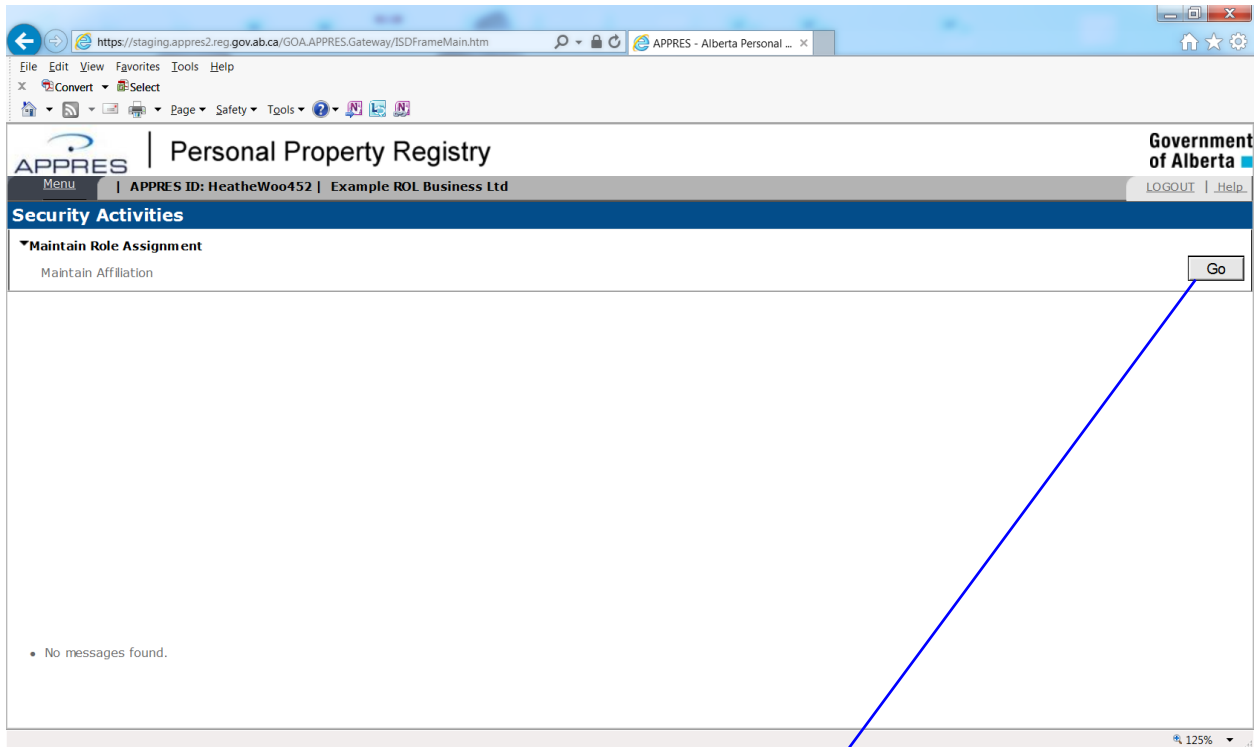 https://staging.appres2.reg.gov.ab.ca/GOA.APPRES.Gateway/ISDFrameMain.htm
APPRES - Alberta Personal ...
File Edit View Favorites Tools Help
x Convert Select
Page Safety Tools
APPRES | Personal Property Registry
Government of Alberta
Menu | APPRES ID: HeatheWoo452 | Example ROL Business Ltd
LOGOUT | Help
Security Activities
Maintain Role Assignment
Maintain Affiliation
Go
• No messages found.
125%